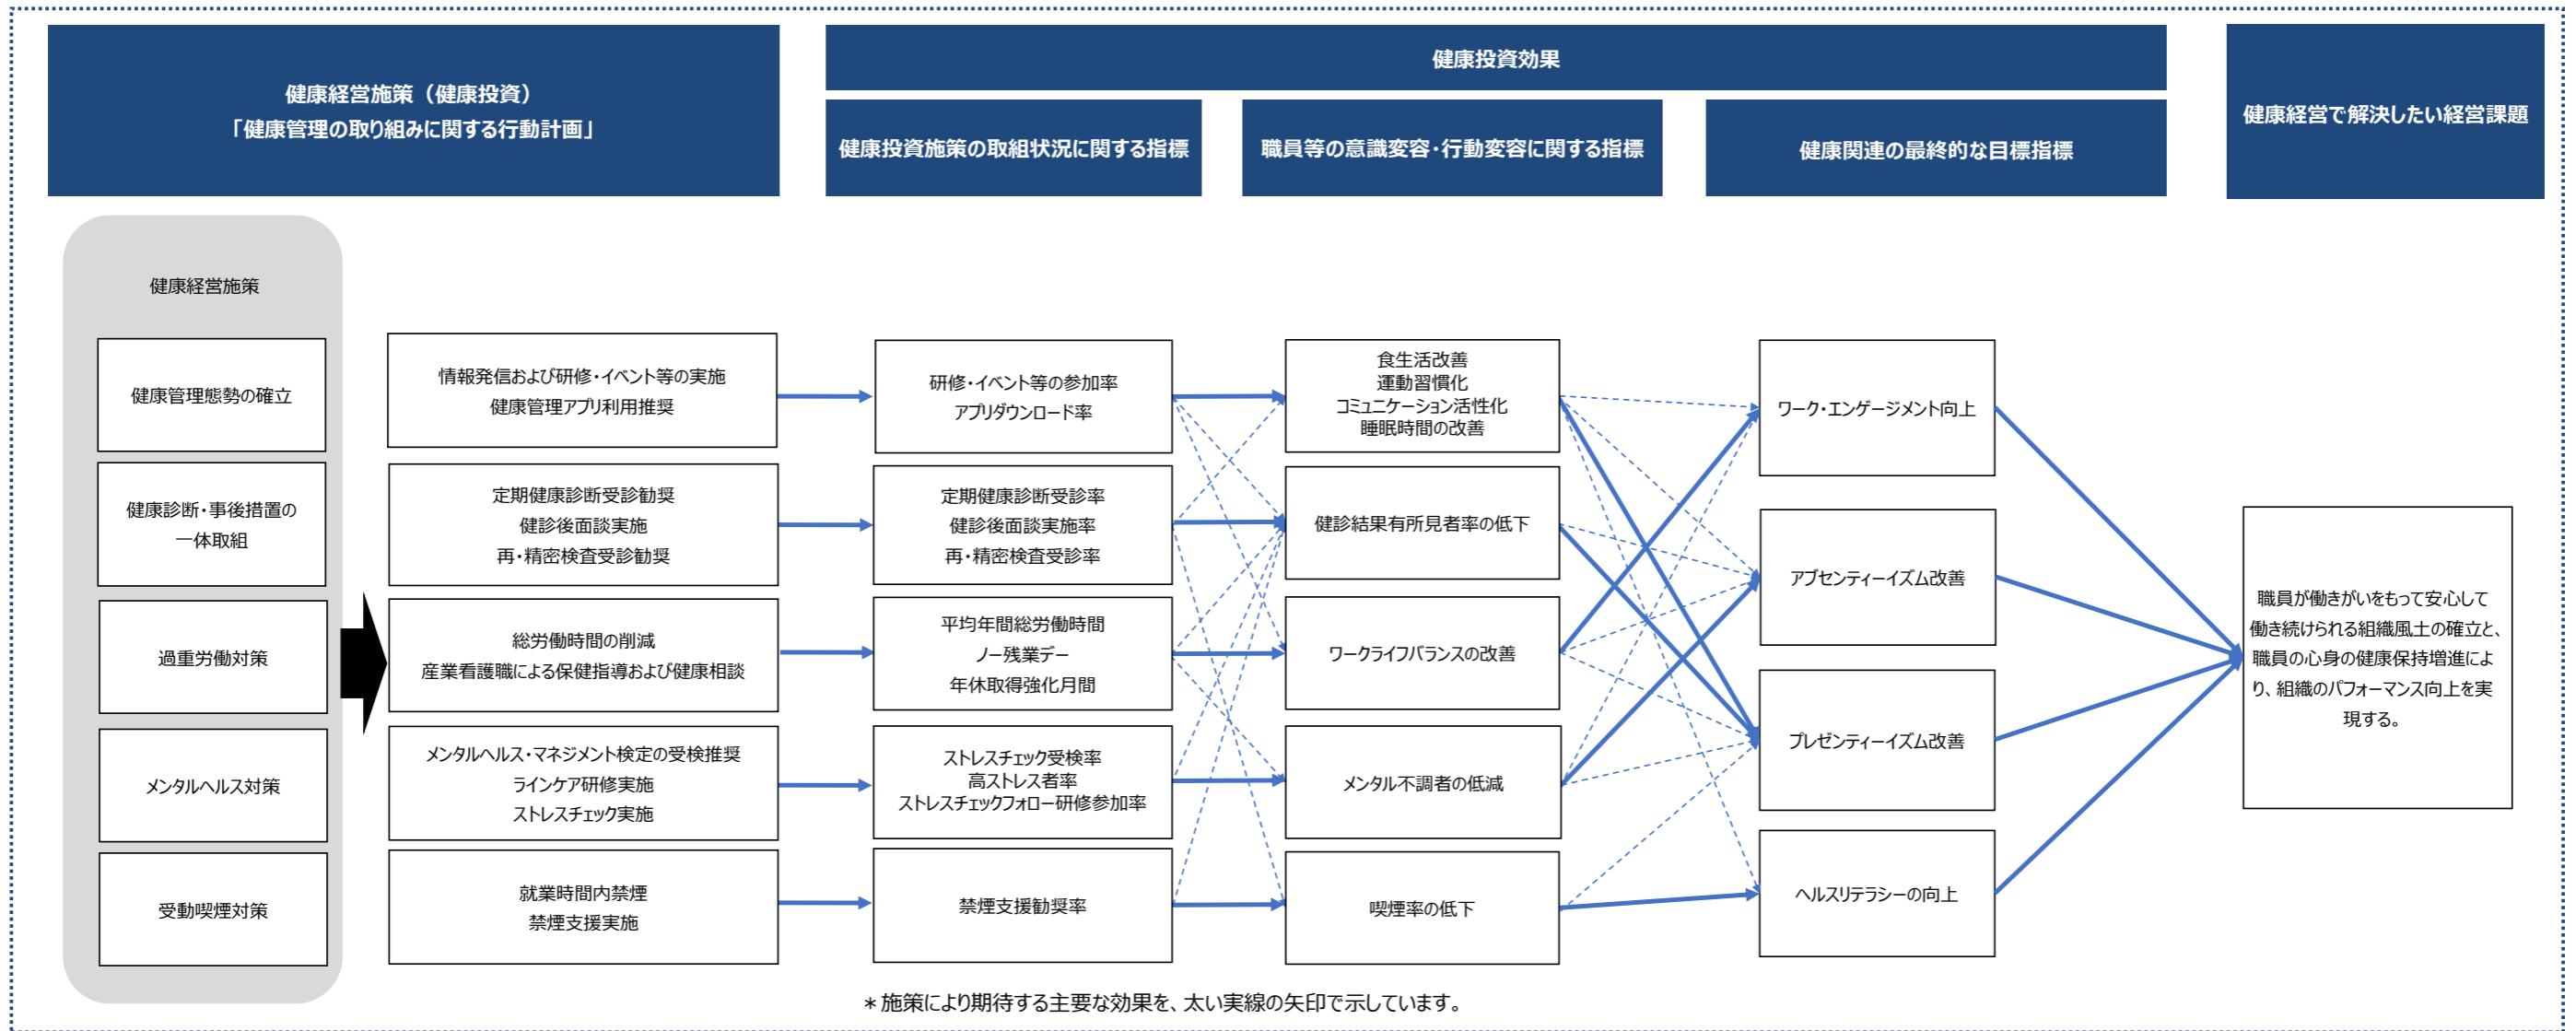 健康経営施策（健康投資）
「健康管理の取り組みに関する行動計画」
健康投資効果
健康投資施策の取組状況に関する指標
職員等の意識変容・行動変容に関する指標
健康関連の最終的な目標指標
健康経営で解決したい経営課題
健康経営施策
健康管理態勢の確立
健康診断・事後措置の
一体取組
過重労働対策
メンタルヘルス対策
受動喫煙対策
情報発信および研修・イベント等の実施
健康管理アプリ利用推奨
定期健康診断受診勧奨
健診後面談実施
再・精密検査受診勧奨
総労働時間の削減
産業看護職による保健指導および健康相談
メンタルヘルス・マネジメント検定の受検推奨
ラインケア研修実施
ストレスチェック実施
就業時間内禁煙
禁煙支援実施
研修・イベント等の参加率
アプリダウンロード率
定期健康診断受診率
健診後面談実施率
再・精密検査受診率
平均年間総労働時間
ノー残業デー
年休取得強化月間
ストレスチェック受検率
高ストレス者率
ストレスチェックフォロー研修参加率
禁煙支援勧奨率
食生活改善
運動習慣化
コミュニケーション活性化
睡眠時間の改善
健診結果有所見者率の低下
ワークライフバランスの改善
メンタル不調者の低減
喫煙率の低下
ワーク・エンゲージメント向上
アブセンティーイズム改善
プレゼンティーイズム改善
ヘルスリテラシーの向上
職員が働きがいをもって安心して
働き続けられる組織風土の確立と、
職員の心身の健康保持増進によ
り、組織のパフォーマンス向上を実
現する。
＊施策により期待する主要な効果を、太い実線の矢印で示しています。